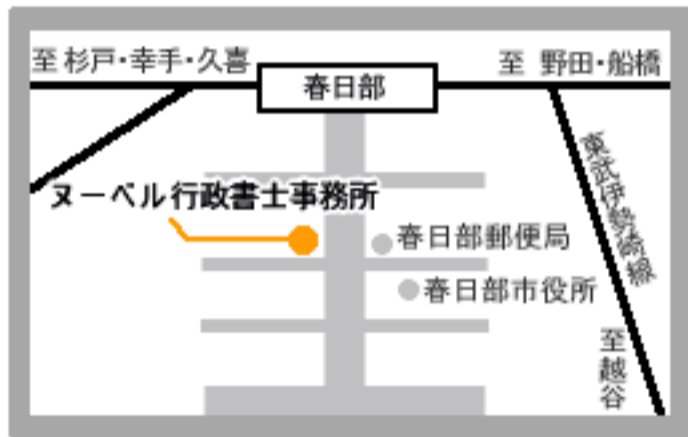 至杉戸・幸手・久喜
至 野田・船橋
春日部
東武伊勢崎線
ヌーベル行政書士事務所
春日部郵便局
春日部市役所
至越谷